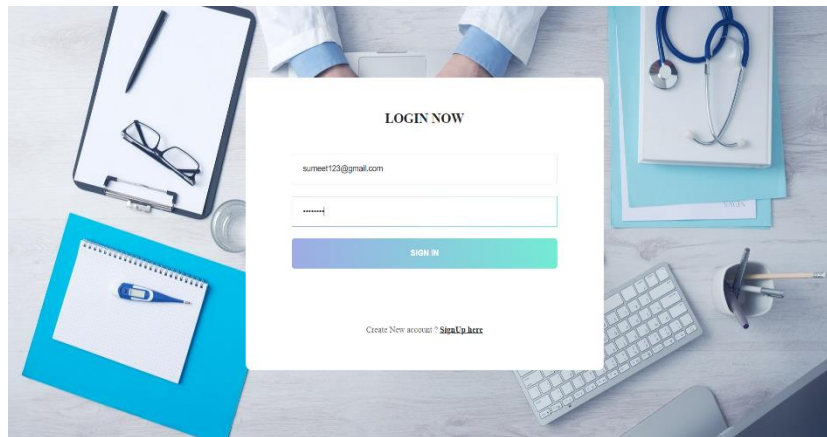 LOGIN NOW
sumeet123@gmail.com
••••••••
SIGN IN
Create New account ? SignUp here